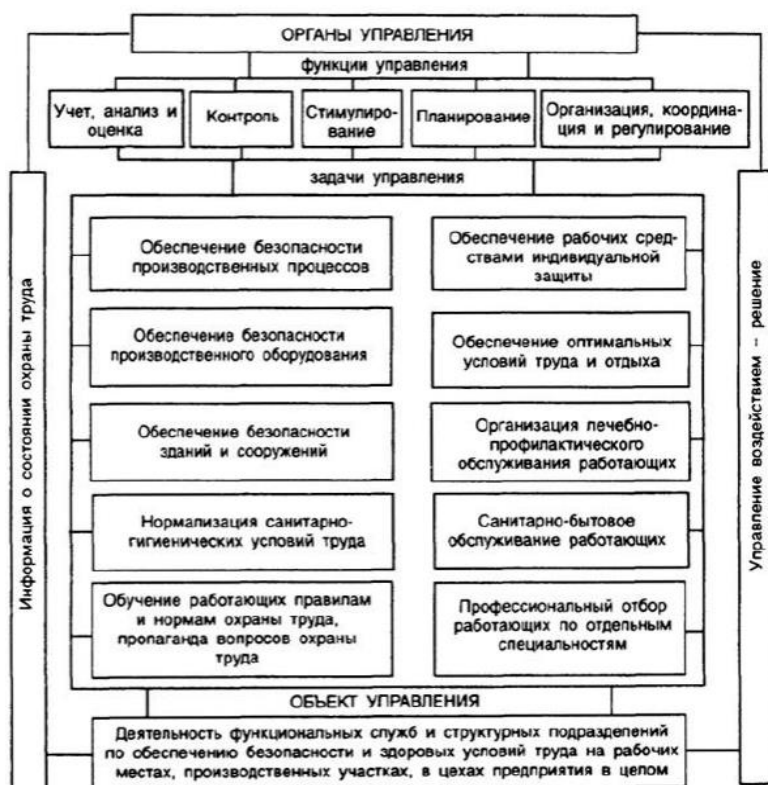 ОРГАНЫ УПРАВЛЕНИЯ
функции управления
Учет, анализ и
оценка
Контроль
Стимулиро-
вание
Планирование
Организация, координа-
ция и регулирование
задачи управления
Обеспечение безопасности
производственных процессов
Обеспечение рабочих сред-
ствами индивидуальной
защиты
Обеспечение безопасности
производственного оборудования
Обеспечение оптимальных
условий труда и отдыха
Обеспечение безопасности
зданий и сооружений
Организация лечебно-
профилактического
обслуживания работающих
Нормализация санитарно-
гигиенических условий труда
Санитарно-бытовое
обслуживание работающих
Обучение работающих правилам
и нормам охраны труда,
пропаганда вопросов охраны
труда
Профессиональный отбор
работающих по отдельным
специальностям
Информация о состоянии охраны труда
Управление воздействием – решение
ОБЪЕКТ УПРАВЛЕНИЯ
Деятельность функциональных служб и структурных подразделений
по обеспечению безопасности и здоровых условий труда на рабочих
местах, производственных участках, в цехах предприятия в целом